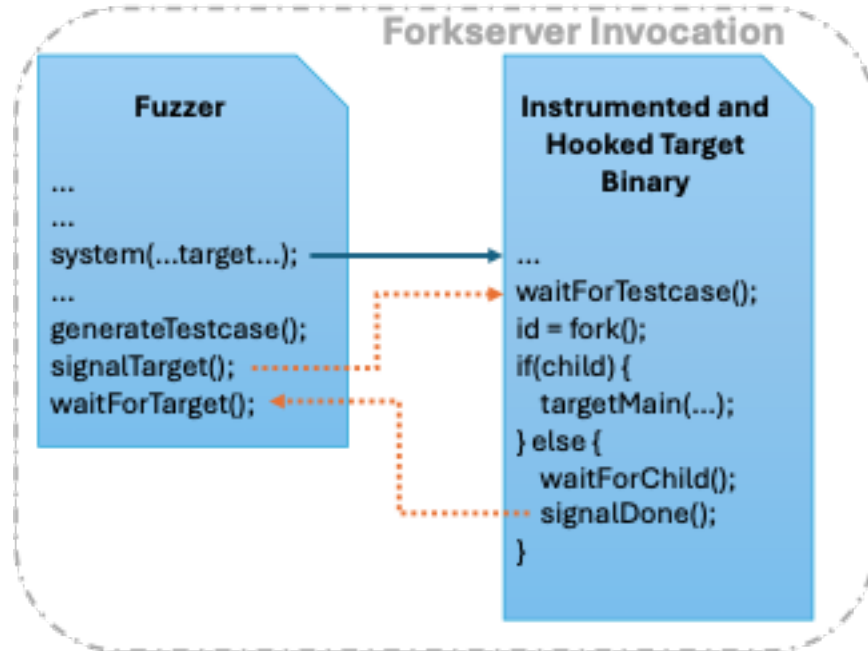 Forkserver Invocation
Fuzzer
...
...
system(...target...);
...
generateTestcase();
signalTarget();
waitForTarget();
Instrumented and
Hooked Target
Binary
...
waitForTestcase();
id = fork();
if(child) {
targetMain(...);
} else {
waitForChild();
signalDone();
}